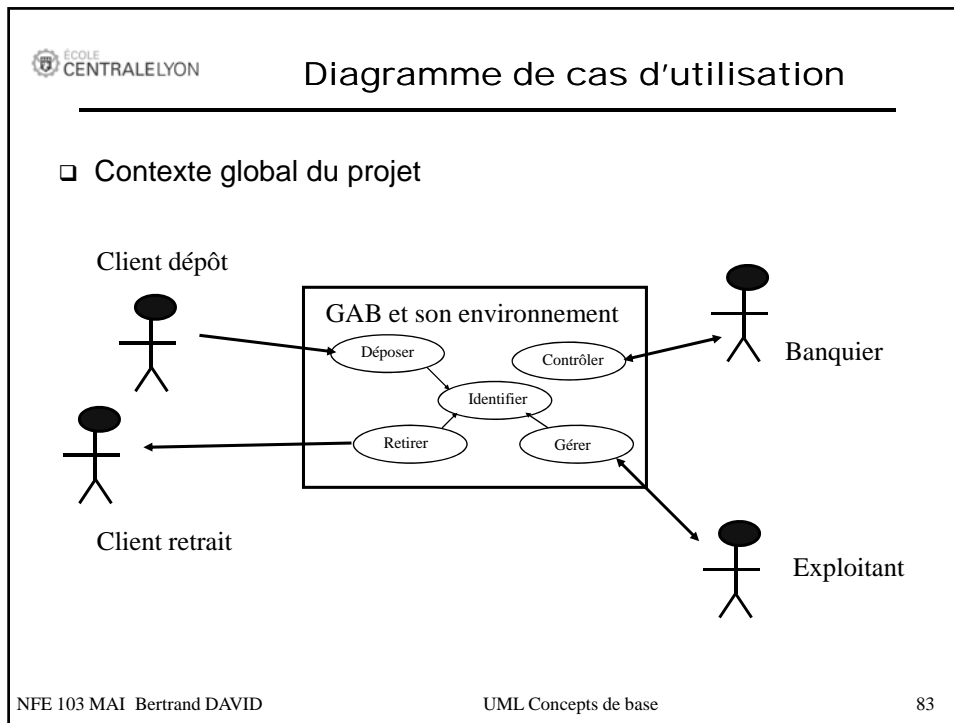 ÉCOLE
CENTRALELYON
Diagramme de cas d'utilisation
Contexte global du projet
Client dépôt
GAB et son environnement
Déposer
Contrôler
Banquier
Identifier
Retirer
Gérer
Client retrait
Exploitant
NFE 103 MAI Bertrand DAVID
UML Concepts de base
83